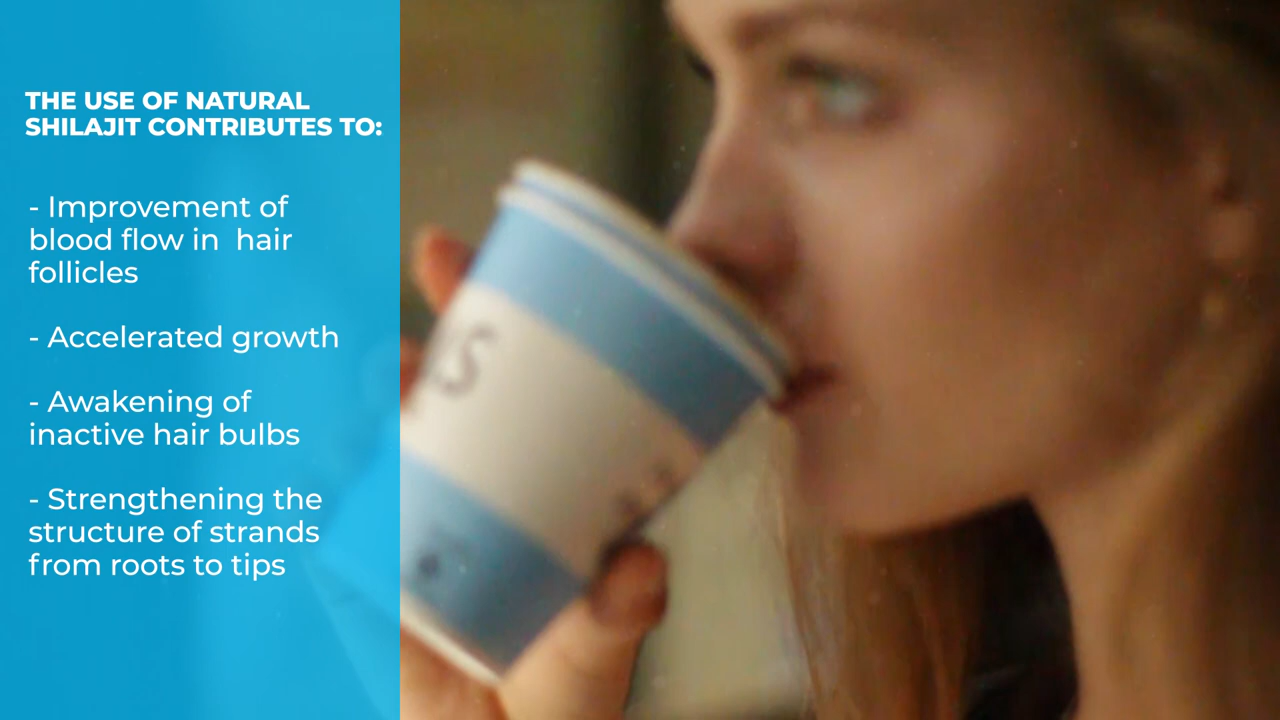 THE USE OF NATURAL
SHILAJIT CONTRIBUTES TO:
- Improvement of
blood flow in  hair
follicles
- Accelerated growth
- Awakening of
inactive hair bulbs
- Strengthening the
structure of strands
from roots to tips